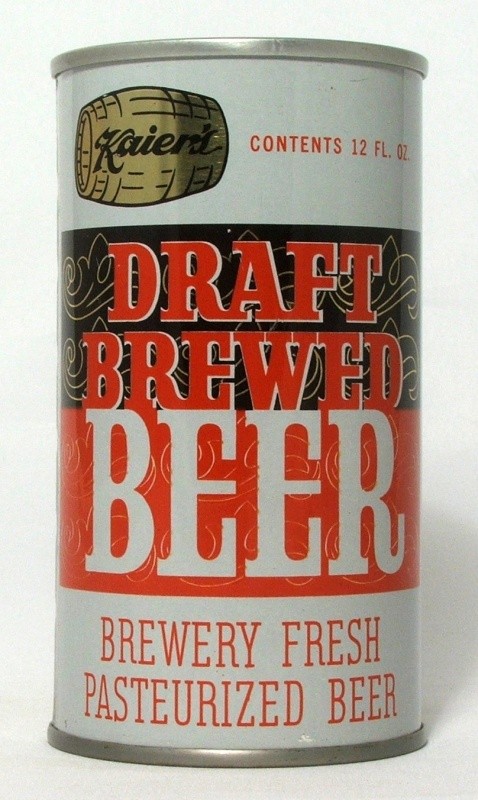 Kaier's
CONTENTS 12 FL. OZ.
DRAFT
BREWED
BEER
BREWERY FRESH
PASTEURIZED BEER